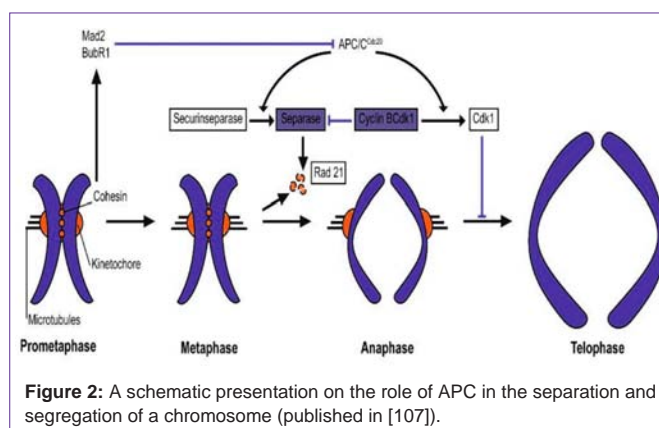 Mad2
BubR1
APC/C^Cdc20
Securinseparase
Separase
Cyclin BCdk1
Cdk1
Rad 21
Cohesin
Kinetochore
Microtubules
Prometaphase
Metaphase
Anaphase
Telophase
Figure 2: A schematic presentation on the role of APC in the separation and
segregation of a chromosome (published in [107]).